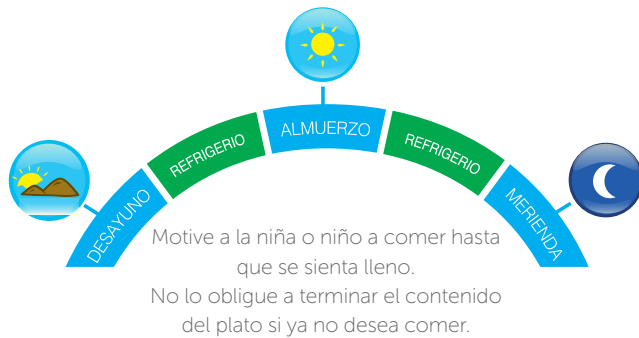 DESAYUNO
REFRIGERIO
ALMUERZO
REFRIGERIO
MERIENDA
Motive a la niña o niño a comer hasta
que se sienta lleno.
No lo obligue a terminar el contenido
del plato si ya no desea comer.